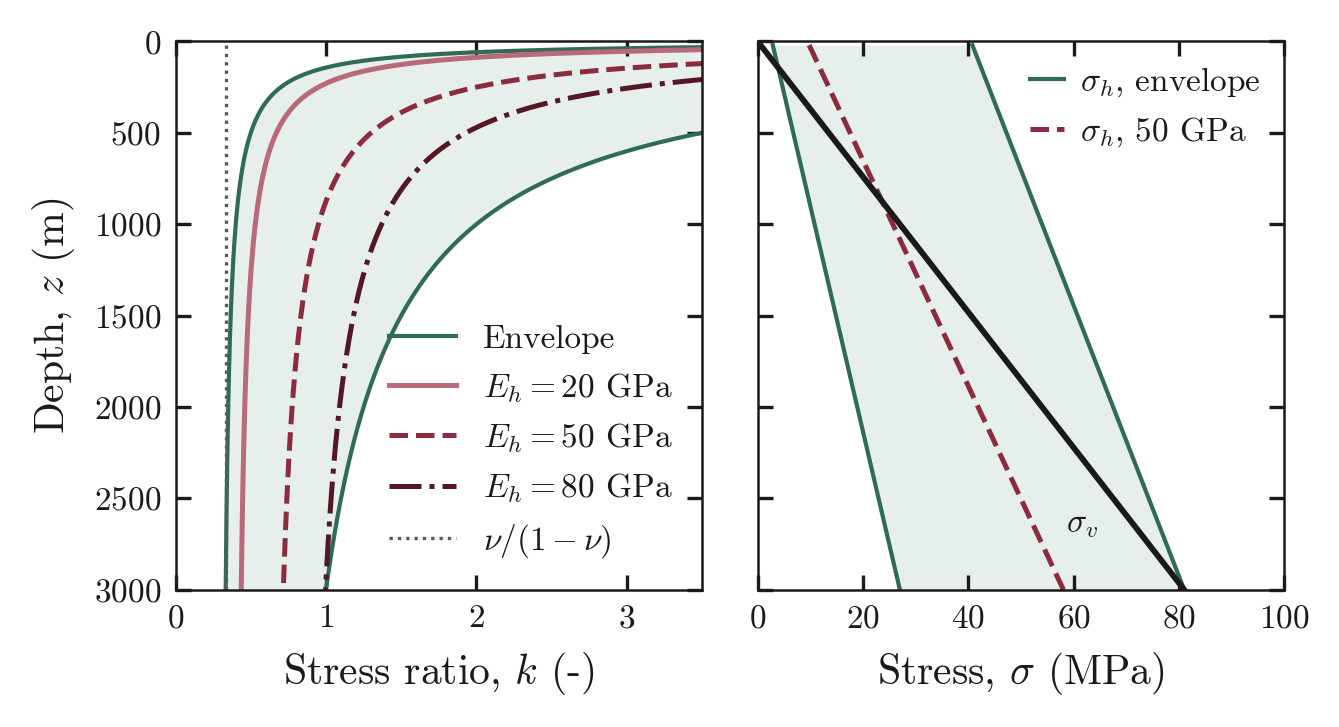 0
500
1000
1500
2000
2500
3000
Depth, z (m)
0
1
2
3
Stress ratio, k (-)
Envelope
E_h = 20 GPa
E_h = 50 GPa
E_h = 80 GPa
ν/(1 − ν)
σ_h, envelope
σ_h, 50 GPa
σ_v
0
20
40
60
80
100
Stress, σ (MPa)